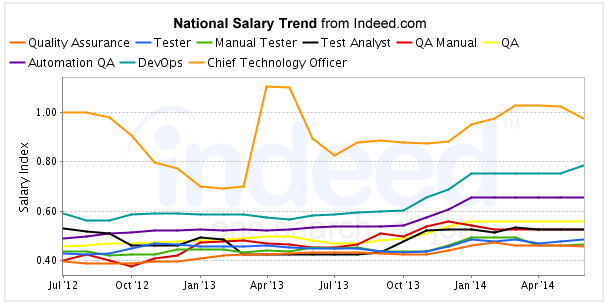 National Salary Trend from Indeed.com
Quality Assurance Tester Manual Tester Test Analyst QA Manual QA
Automation QA DevOps Chief Technology Officer
Salary Index
1.00
0.80
0.60
0.40
indeed™
Jul '12 Oct '12 Jan '13 Apr '13 Jul '13 Oct '13 Jan '14 Apr '14